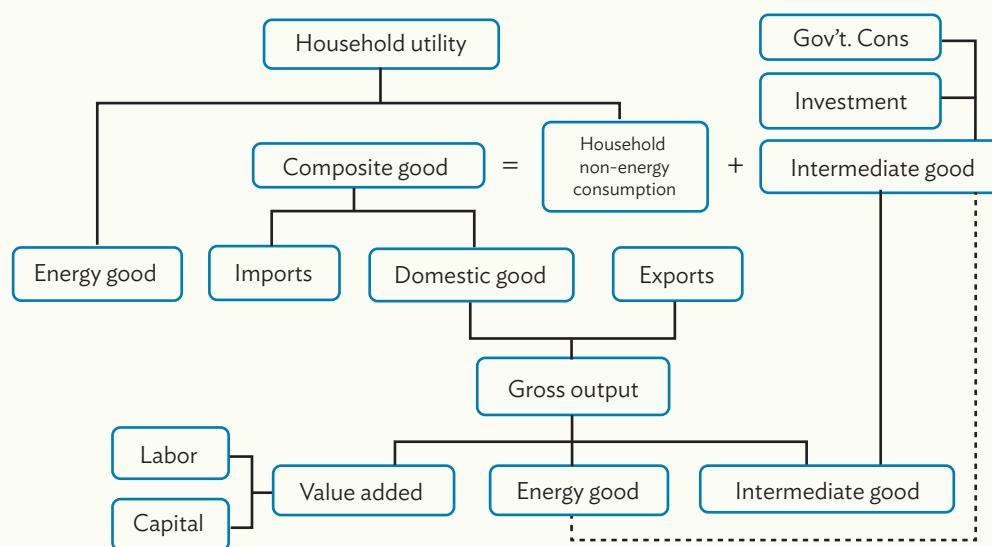 Household utility
Gov't. Cons
Investment
Composite good
=
Household
non-energy
consumption
+
Intermediate good
Energy good
Imports
Domestic good
Exports
Gross output
Labor
Capital
Value added
Energy good
Intermediate good